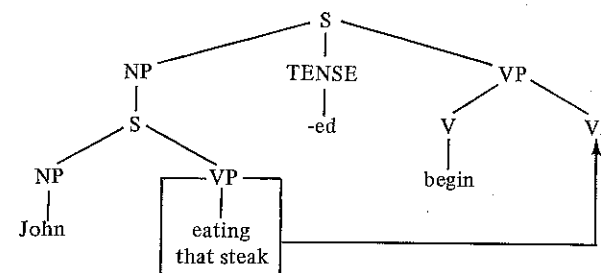 S
NP TENSE VP
-ed
S V V
NP VP begin
John eating
that steak